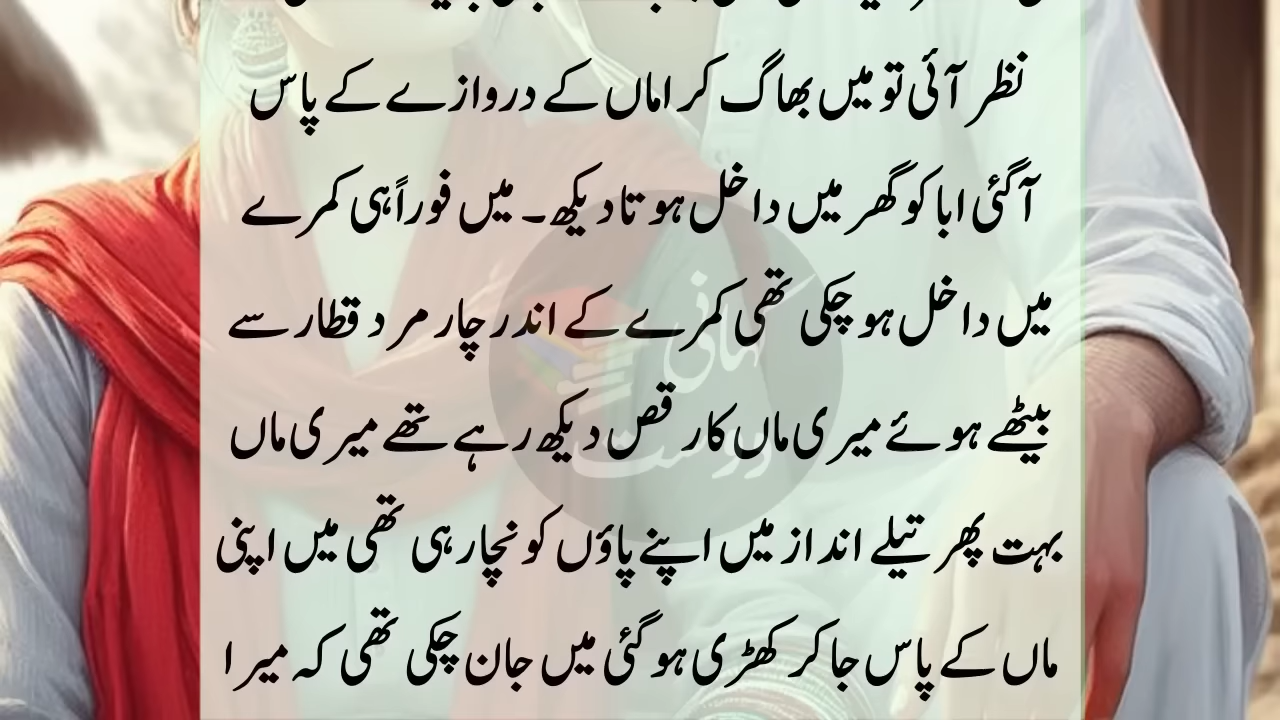 نظر آئی تو میں بھاگ کر اماں کے دروازے کے پاس
آگئی ابا کو گھر میں داخل ہوتا دیکھ۔ میں فوراً ہی کمرے
میں داخل ہو چکی تھی کمرے کے اندر چار مرد قطار سے
بیٹھے ہوئے میری ماں کا رقص دیکھ رہے تھے میری ماں
بہت پھرتیلے انداز میں اپنے پاؤں کو نچا رہی تھی میں اپنی
ماں کے پاس جا کر کھڑی ہو گئی میں جان چکی تھی کہ میرا
کہانی
دوست